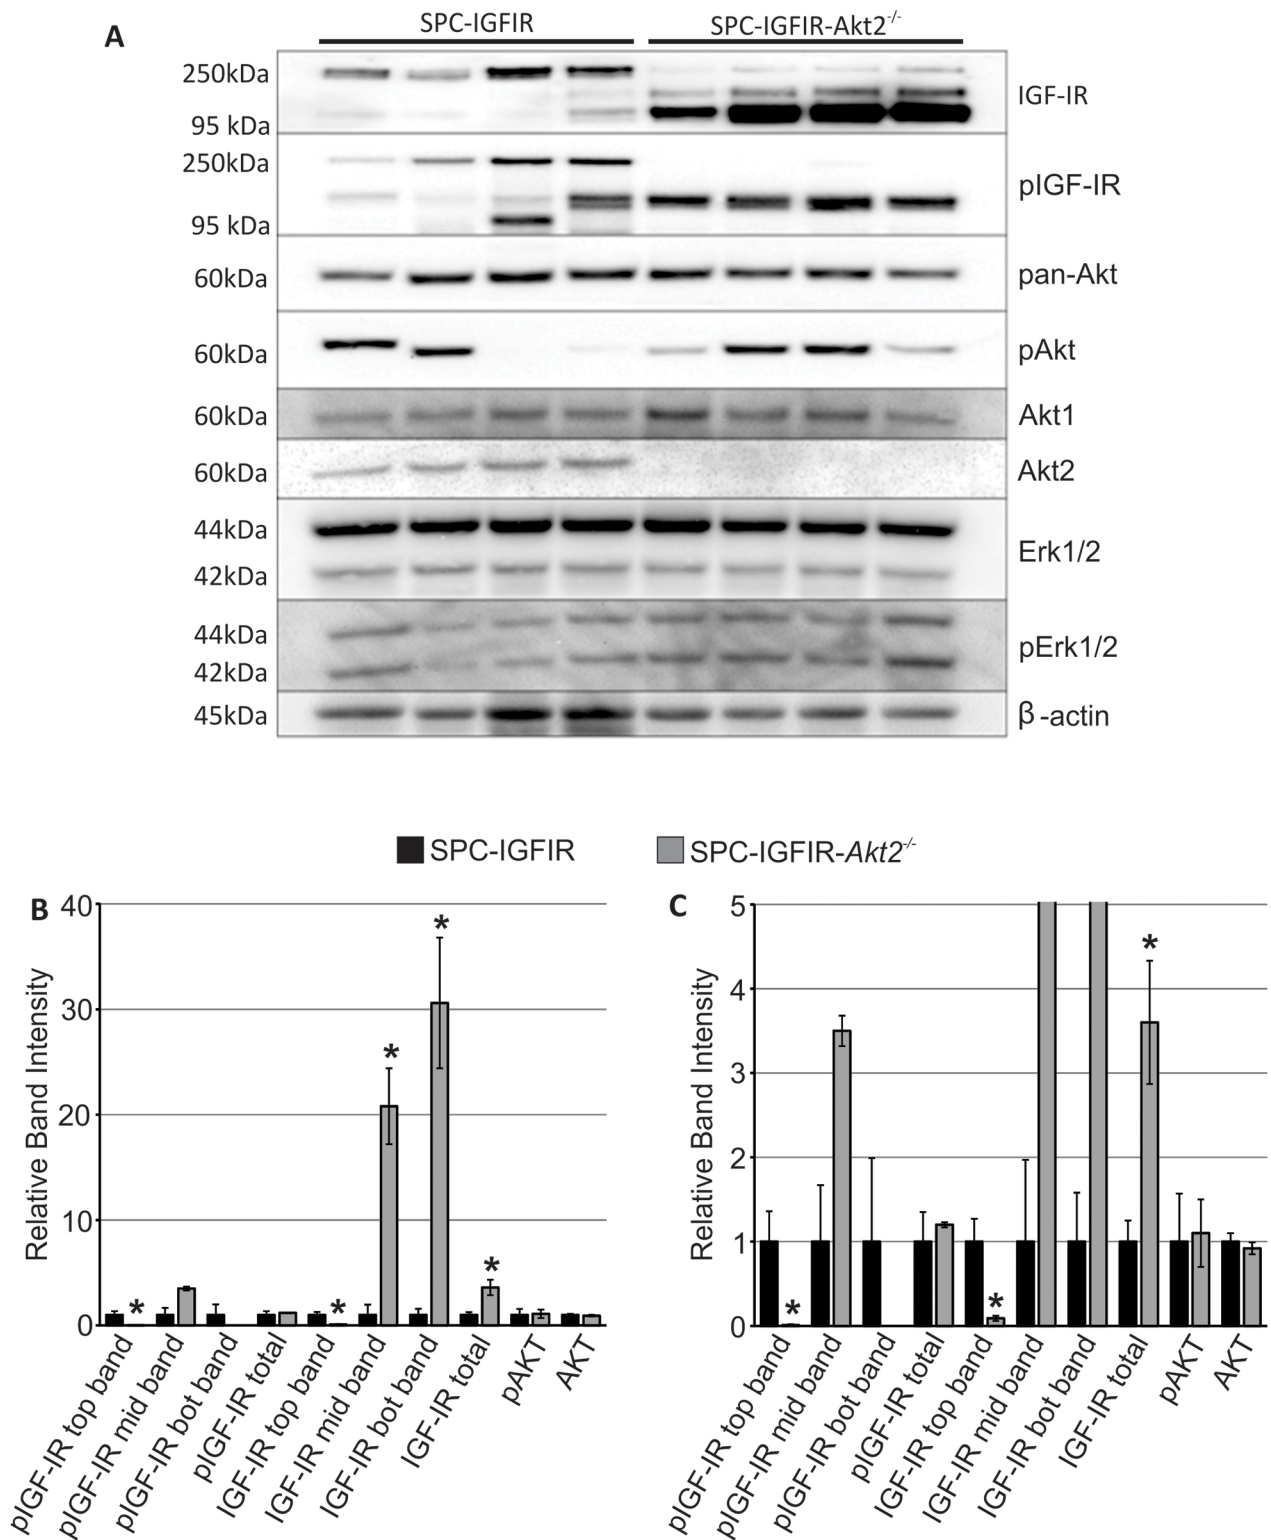 A
SPC-IGFIR
SPC-IGFIR-Akt2-/-
250kDa
IGF-IR
95 kDa
250kDa
pIGF-IR
95 kDa
60kDa
pan-Akt
60kDa
pAkt
60kDa
Akt1
60kDa
Akt2
44kDa
Erk1/2
42kDa
44kDa
pErk1/2
42kDa
45kDa
β-actin
SPC-IGFIR
SPC-IGFIR-Akt2-/-
B
Relative Band Intensity
40
30
20
10
0
*
*
*
*
*
pIGF-IR top band
pIGF-IR mid band
pIGF-IR bot band
pIGF-IR total
IGF-IR top band
IGF-IR mid band
IGF-IR bot band
IGF-IR total
pAKT
AKT
C
Relative Band Intensity
5
4
3
2
1
0
*
*
*
pIGF-IR top band
pIGF-IR mid band
pIGF-IR bot band
pIGF-IR total
IGF-IR top band
IGF-IR mid band
IGF-IR bot band
IGF-IR total
pAKT
AKT